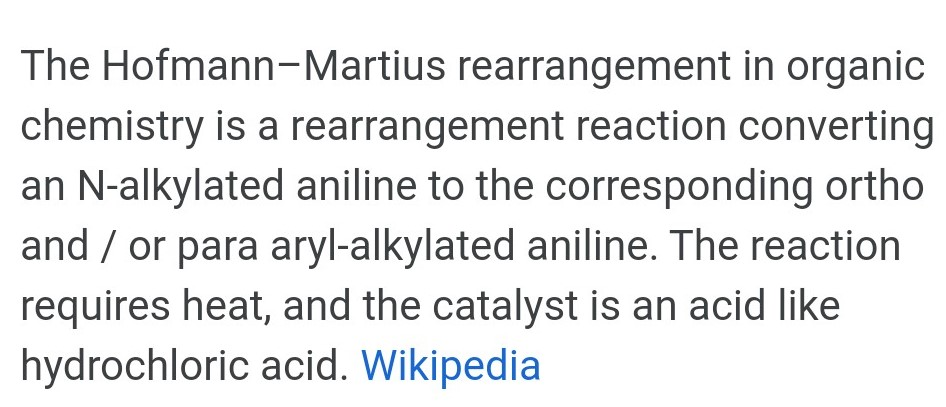 The Hofmann–Martius rearrangement in organic
chemistry is a rearrangement reaction converting
an N-alkylated aniline to the corresponding ortho
and / or para aryl-alkylated aniline. The reaction
requires heat, and the catalyst is an acid like
hydrochloric acid. Wikipedia